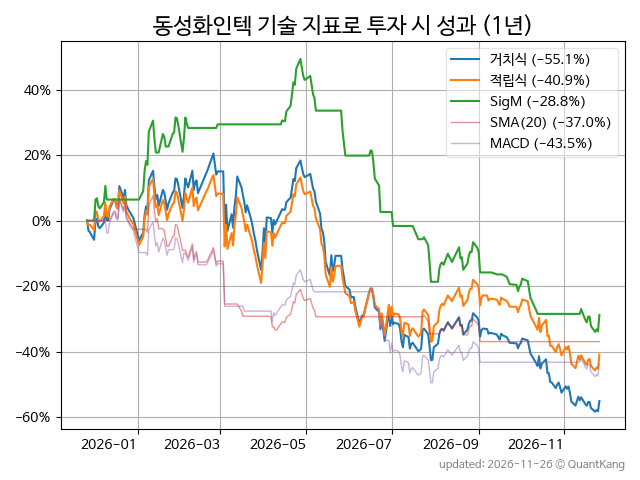 동성화인텍 기술 지표로 투자 시 성과 (1년)
거치식 (−55.1%)
적립식 (−40.9%)
SigM (−28.8%)
SMA(20) (−37.0%)
MACD (−43.5%)
40%
20%
0%
−20%
−40%
−60%
2026-01 2026-03 2026-05 2026-07 2026-09 2026-11
updated: 2026-11-26 © QuantKang